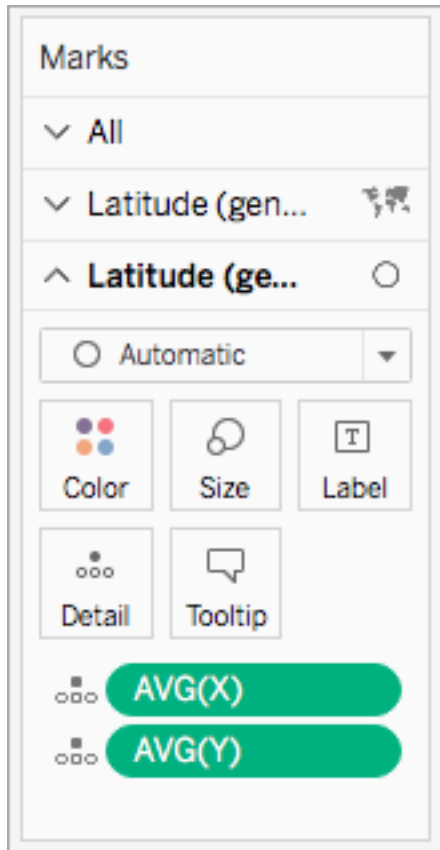 Marks
All
Latitude (gen...
Latitude (ge...
Automatic
Color Size T Label
Detail Tooltip
AVG(X)
AVG(Y)